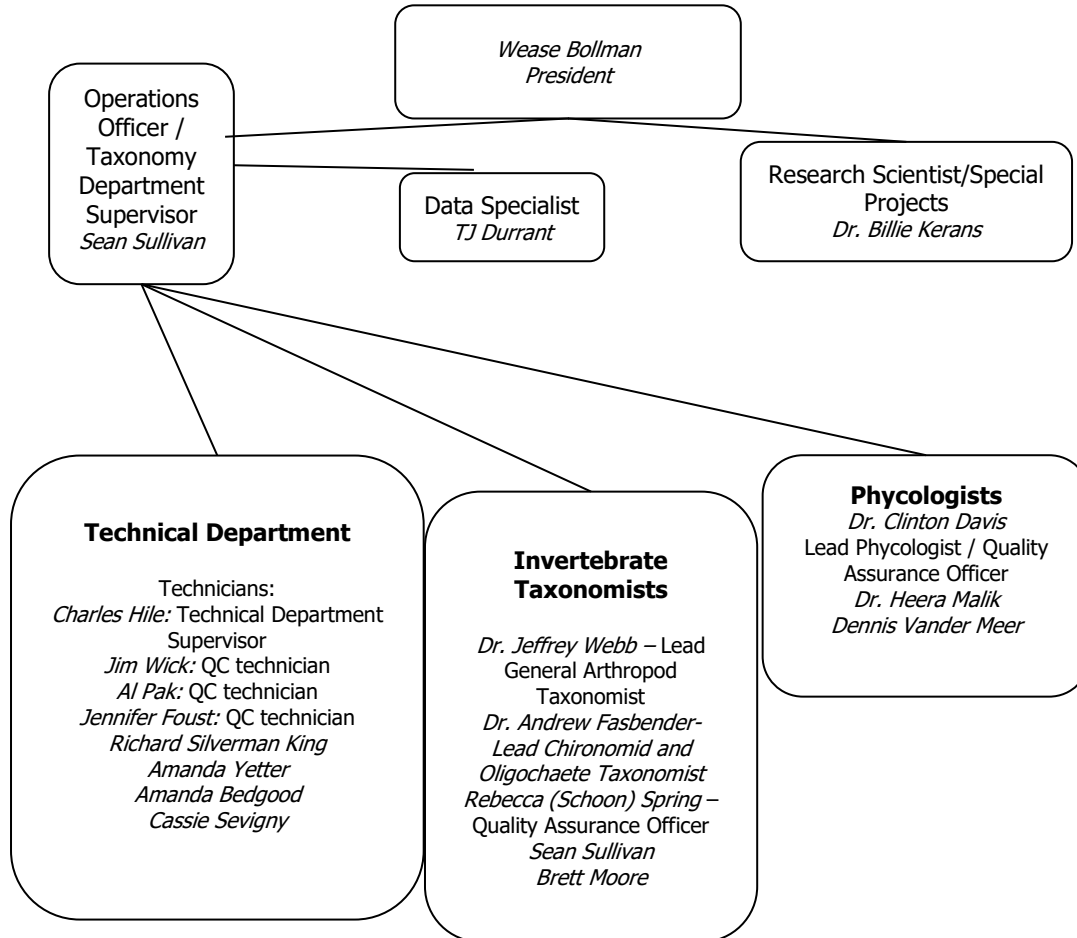 Wease Bollman
President
Operations
Officer /
Taxonomy
Department
Supervisor
Sean Sullivan
Data Specialist
TJ Durrant
Research Scientist/Special
Projects
Dr. Billie Kerans
Technical Department
Technicians:
Charles Hile: Technical Department
Supervisor
Jim Wick: QC technician
Al Pak: QC technician
Jennifer Foust: QC technician
Richard Silverman King
Amanda Yetter
Amanda Bedgood
Cassie Sevigny
Invertebrate
Taxonomists
Dr. Jeffrey Webb – Lead
General Arthropod
Taxonomist
Dr. Andrew Fasbender-
Lead Chironomid and
Oligochaete Taxonomist
Rebecca (Schoon) Spring –
Quality Assurance Officer
Sean Sullivan
Brett Moore
Phycologists
Dr. Clinton Davis
Lead Phycologist / Quality
Assurance Officer
Dr. Heera Malik
Dennis Vander Meer